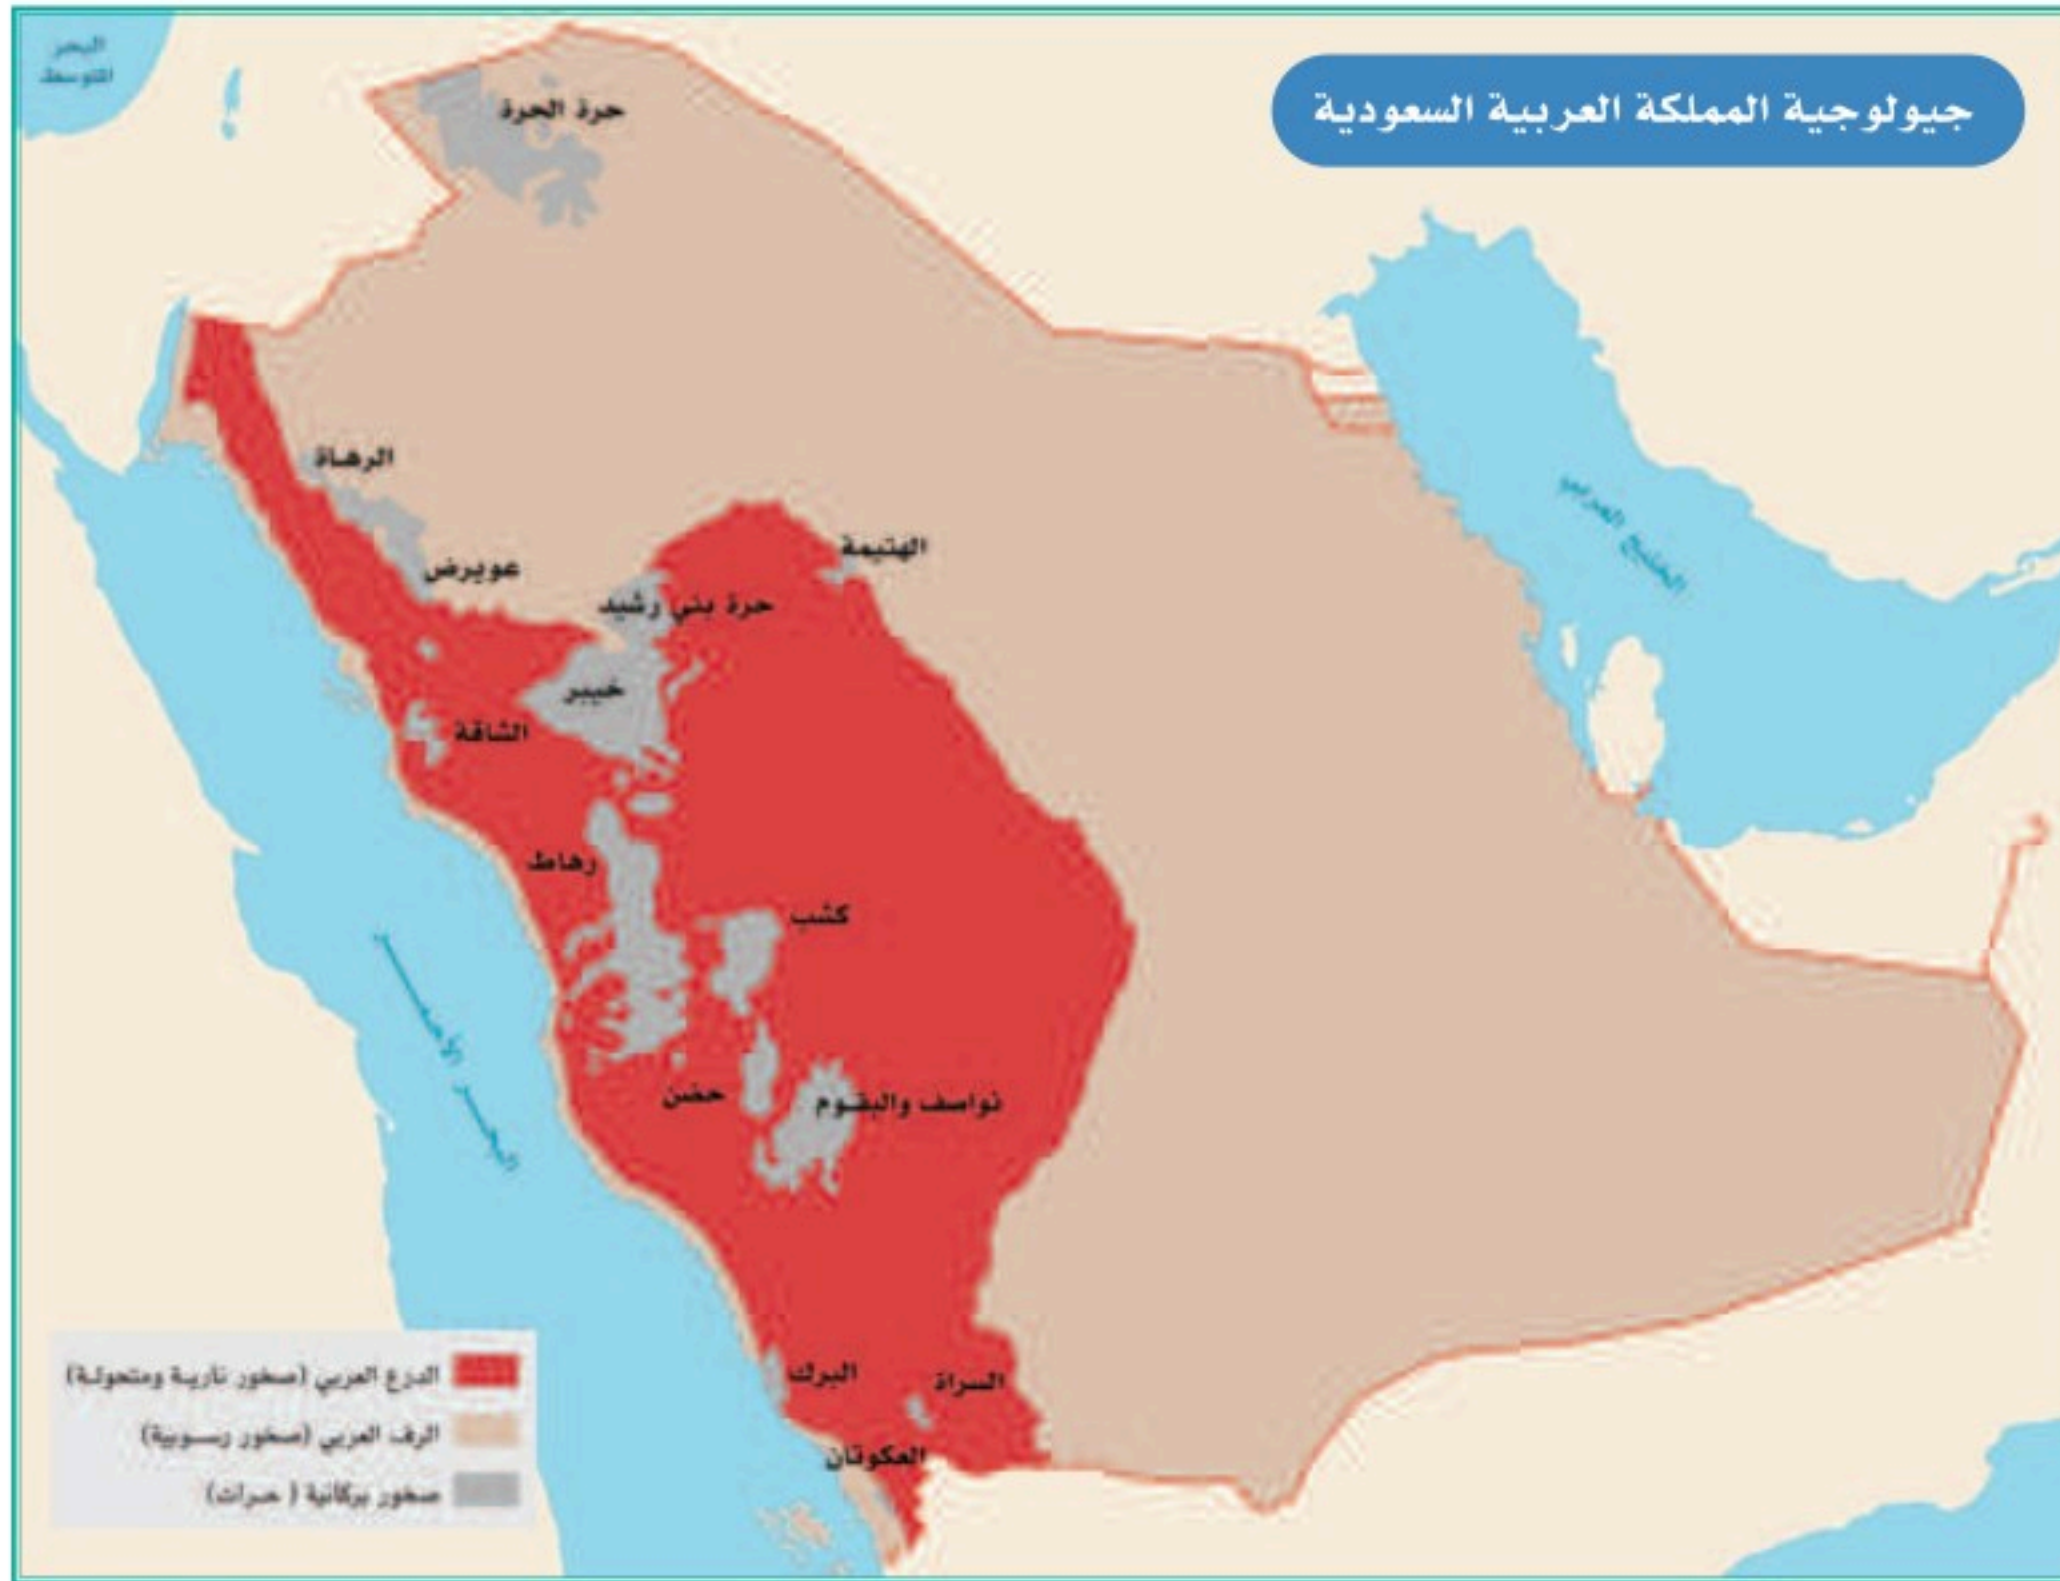 جيولوجية المملكة العربية السعودية
البحر
المتوسط
حرة الحرة
الرهاة
عويرض
الهتيمة
حرة بني رشيد
خيبر
الشاقة
رهاط
كشب
حضن
نواسف والبقوم
البرك
السراة
العكوتان
الخليج العربي
البحر الأحمر
الدرع العربي (صخور نارية ومتحولة)
الرف العربي (صخور رسوبية)
صخور بركانية ( حرات)